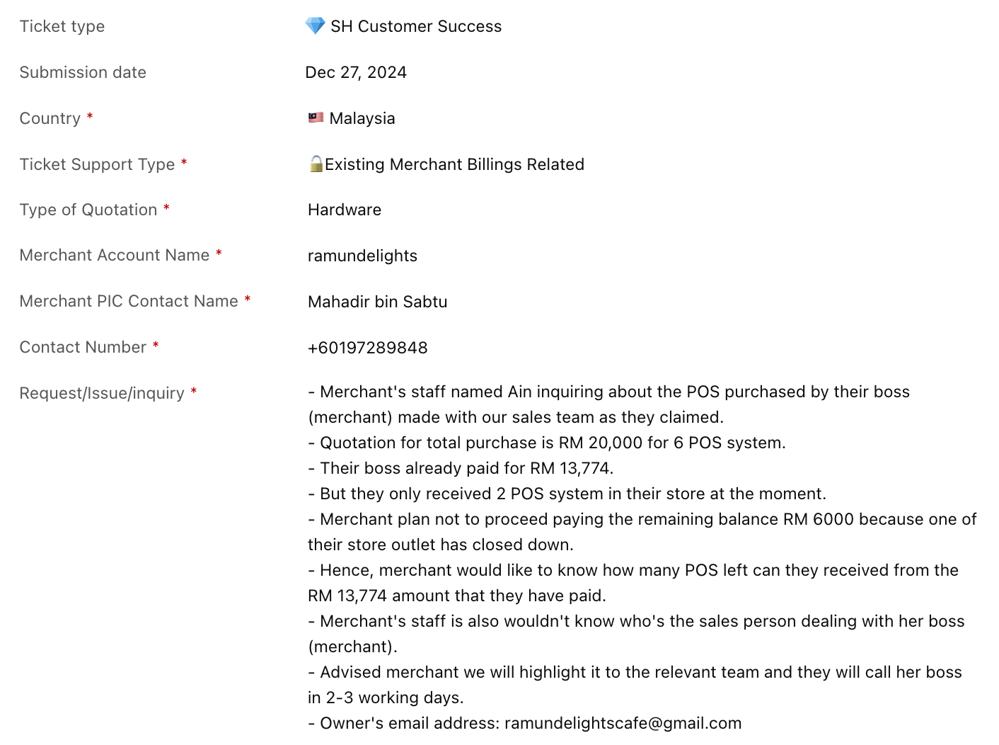 Ticket type
💎 SH Customer Success
Submission date
Dec 27, 2024
Country *
🇲🇾 Malaysia
Ticket Support Type *
🔓Existing Merchant Billings Related
Type of Quotation *
Hardware
Merchant Account Name *
ramundelights
Merchant PIC Contact Name *
Mahadir bin Sabtu
Contact Number *
+60197289848
Request/Issue/inquiry *
- Merchant's staff named Ain inquiring about the POS purchased by their boss
(merchant) made with our sales team as they claimed.
- Quotation for total purchase is RM 20,000 for 6 POS system.
- Their boss already paid for RM 13,774.
- But they only received 2 POS system in their store at the moment.
- Merchant plan not to proceed paying the remaining balance RM 6000 because one of
their store outlet has closed down.
- Hence, merchant would like to know how many POS left can they received from the
RM 13,774 amount that they have paid.
- Merchant's staff is also wouldn't know who's the sales person dealing with her boss
(merchant).
- Advised merchant we will highlight it to the relevant team and they will call her boss
in 2-3 working days.
- Owner's email address: ramundelightscafe@gmail.com